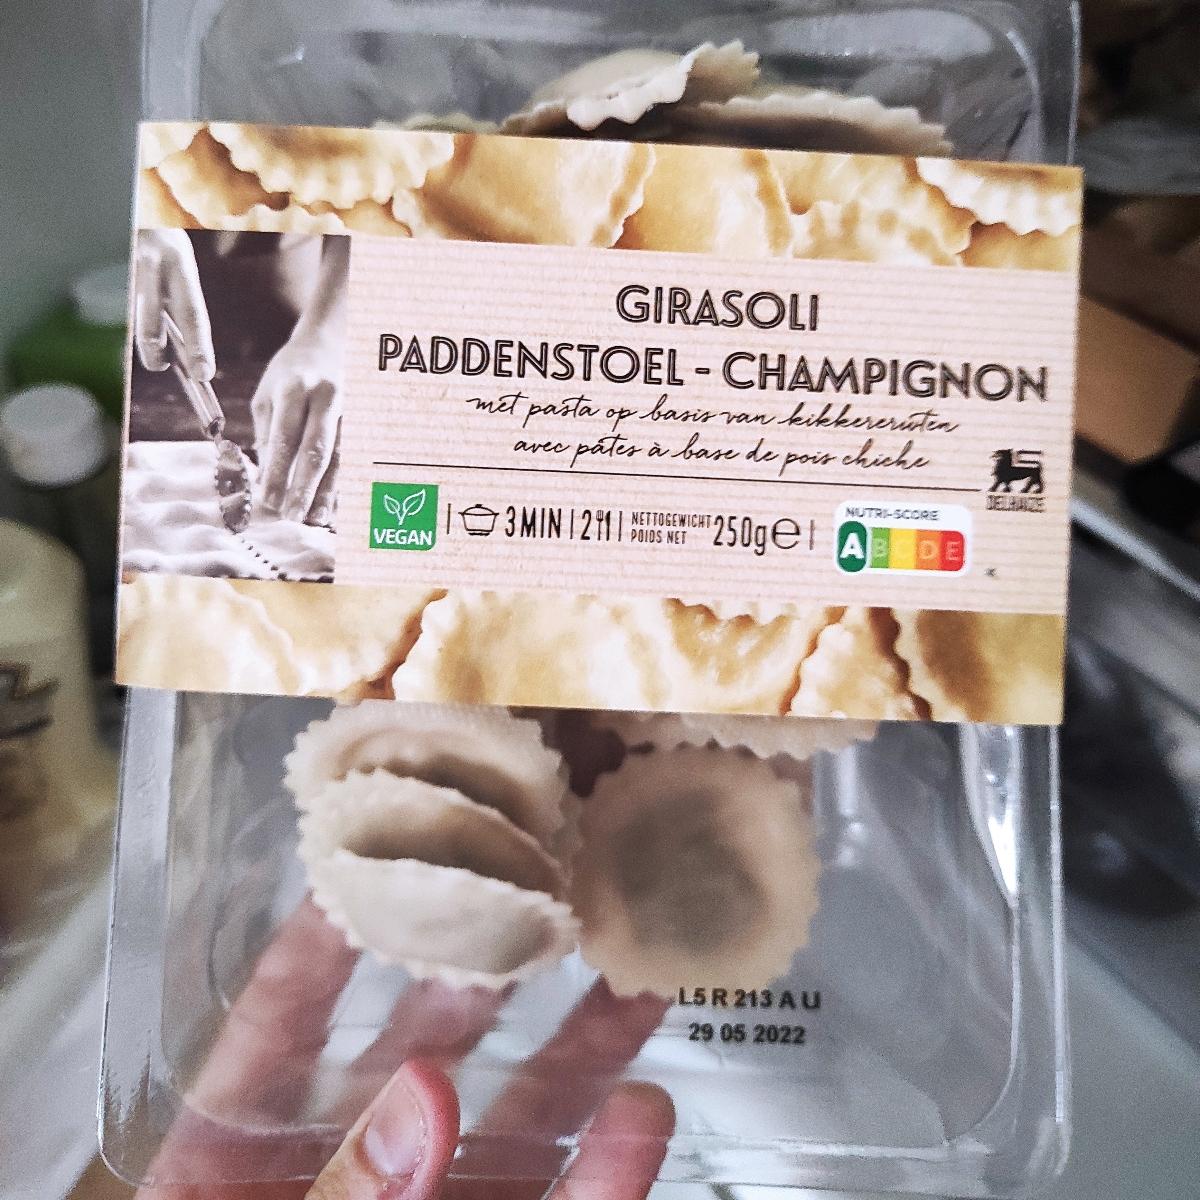 GIRASOLI
PADDENSTOEL - CHAMPIGNON
met pasta op basis van kikkererwten
avec pâtes à base de pois chiche
DELHAIZE
VEGAN
3 MIN | 2
NETTOGEWICHT
POIDS NET
250g e
NUTRI-SCORE
A B C D E
L5 R 213 A U
29 05 2022